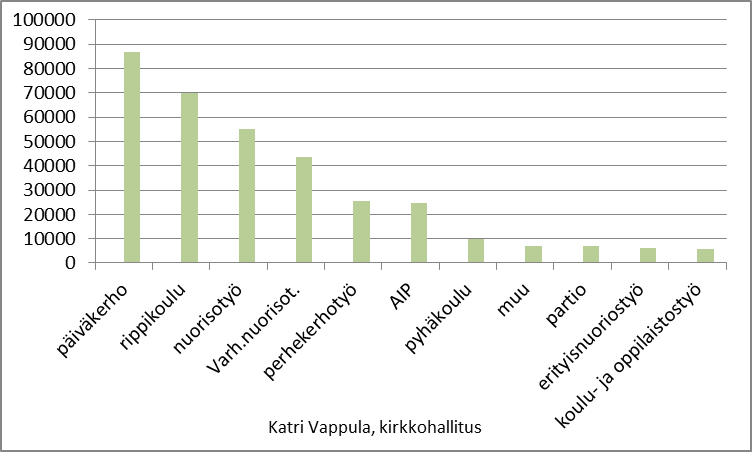 100000
90000
80000
70000
60000
50000
40000
30000
20000
10000
0
päiväkerho
rippikoulu
nuorisotyö
Varh.nuorisot.
perhekerhotyö
AIP
pyhäkoulu
muu
partio
erityisnuoriostyö
koulu- ja oppilaistostyö
Katri Vappula, kirkkohallitus